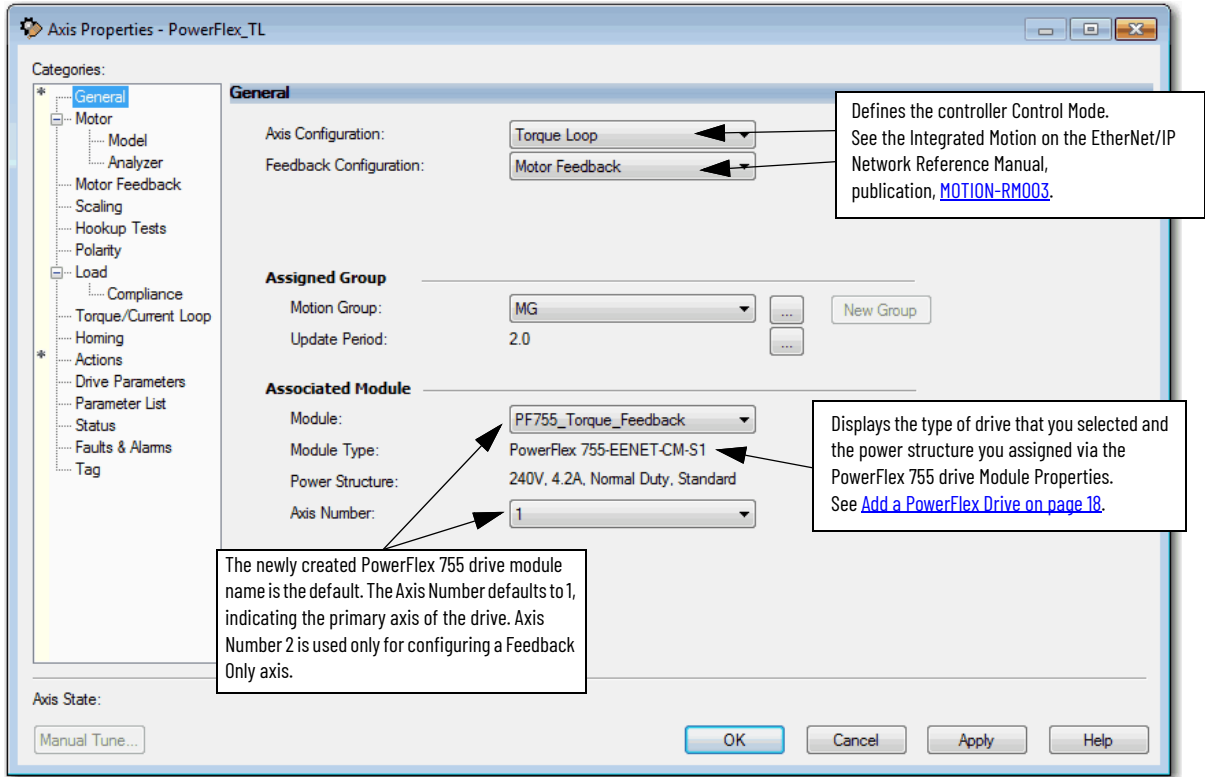 Axis Properties - PowerFlex_TL
Categories:
* General
Motor
Model
Analyzer
Motor Feedback
Scaling
Hookup Tests
Polarity
Load
Compliance
Torque/Current Loop
Homing
* Actions
Drive Parameters
Parameter List
Status
Faults & Alarms
Tag
General
Axis Configuration: Torque Loop
Feedback Configuration: Motor Feedback
Defines the controller Control Mode.
See the Integrated Motion on the EtherNet/IP
Network Reference Manual,
publication, MOTION-RM003.
Assigned Group
Motion Group: MG ... New Group
Update Period: 2.0 ...
Associated Module
Module: PF755_Torque_Feedback
Module Type: PowerFlex 755-EENET-CM-S1
Power Structure: 240V, 4.2A, Normal Duty, Standard
Axis Number: 1
Displays the type of drive that you selected and
the power structure you assigned via the
PowerFlex 755 drive Module Properties.
See Add a PowerFlex Drive on page 18.
The newly created PowerFlex 755 drive module
name is the default. The Axis Number defaults to 1,
indicating the primary axis of the drive. Axis
Number 2 is used only for configuring a Feedback
Only axis.
Axis State:
Manual Tune... OK Cancel Apply Help